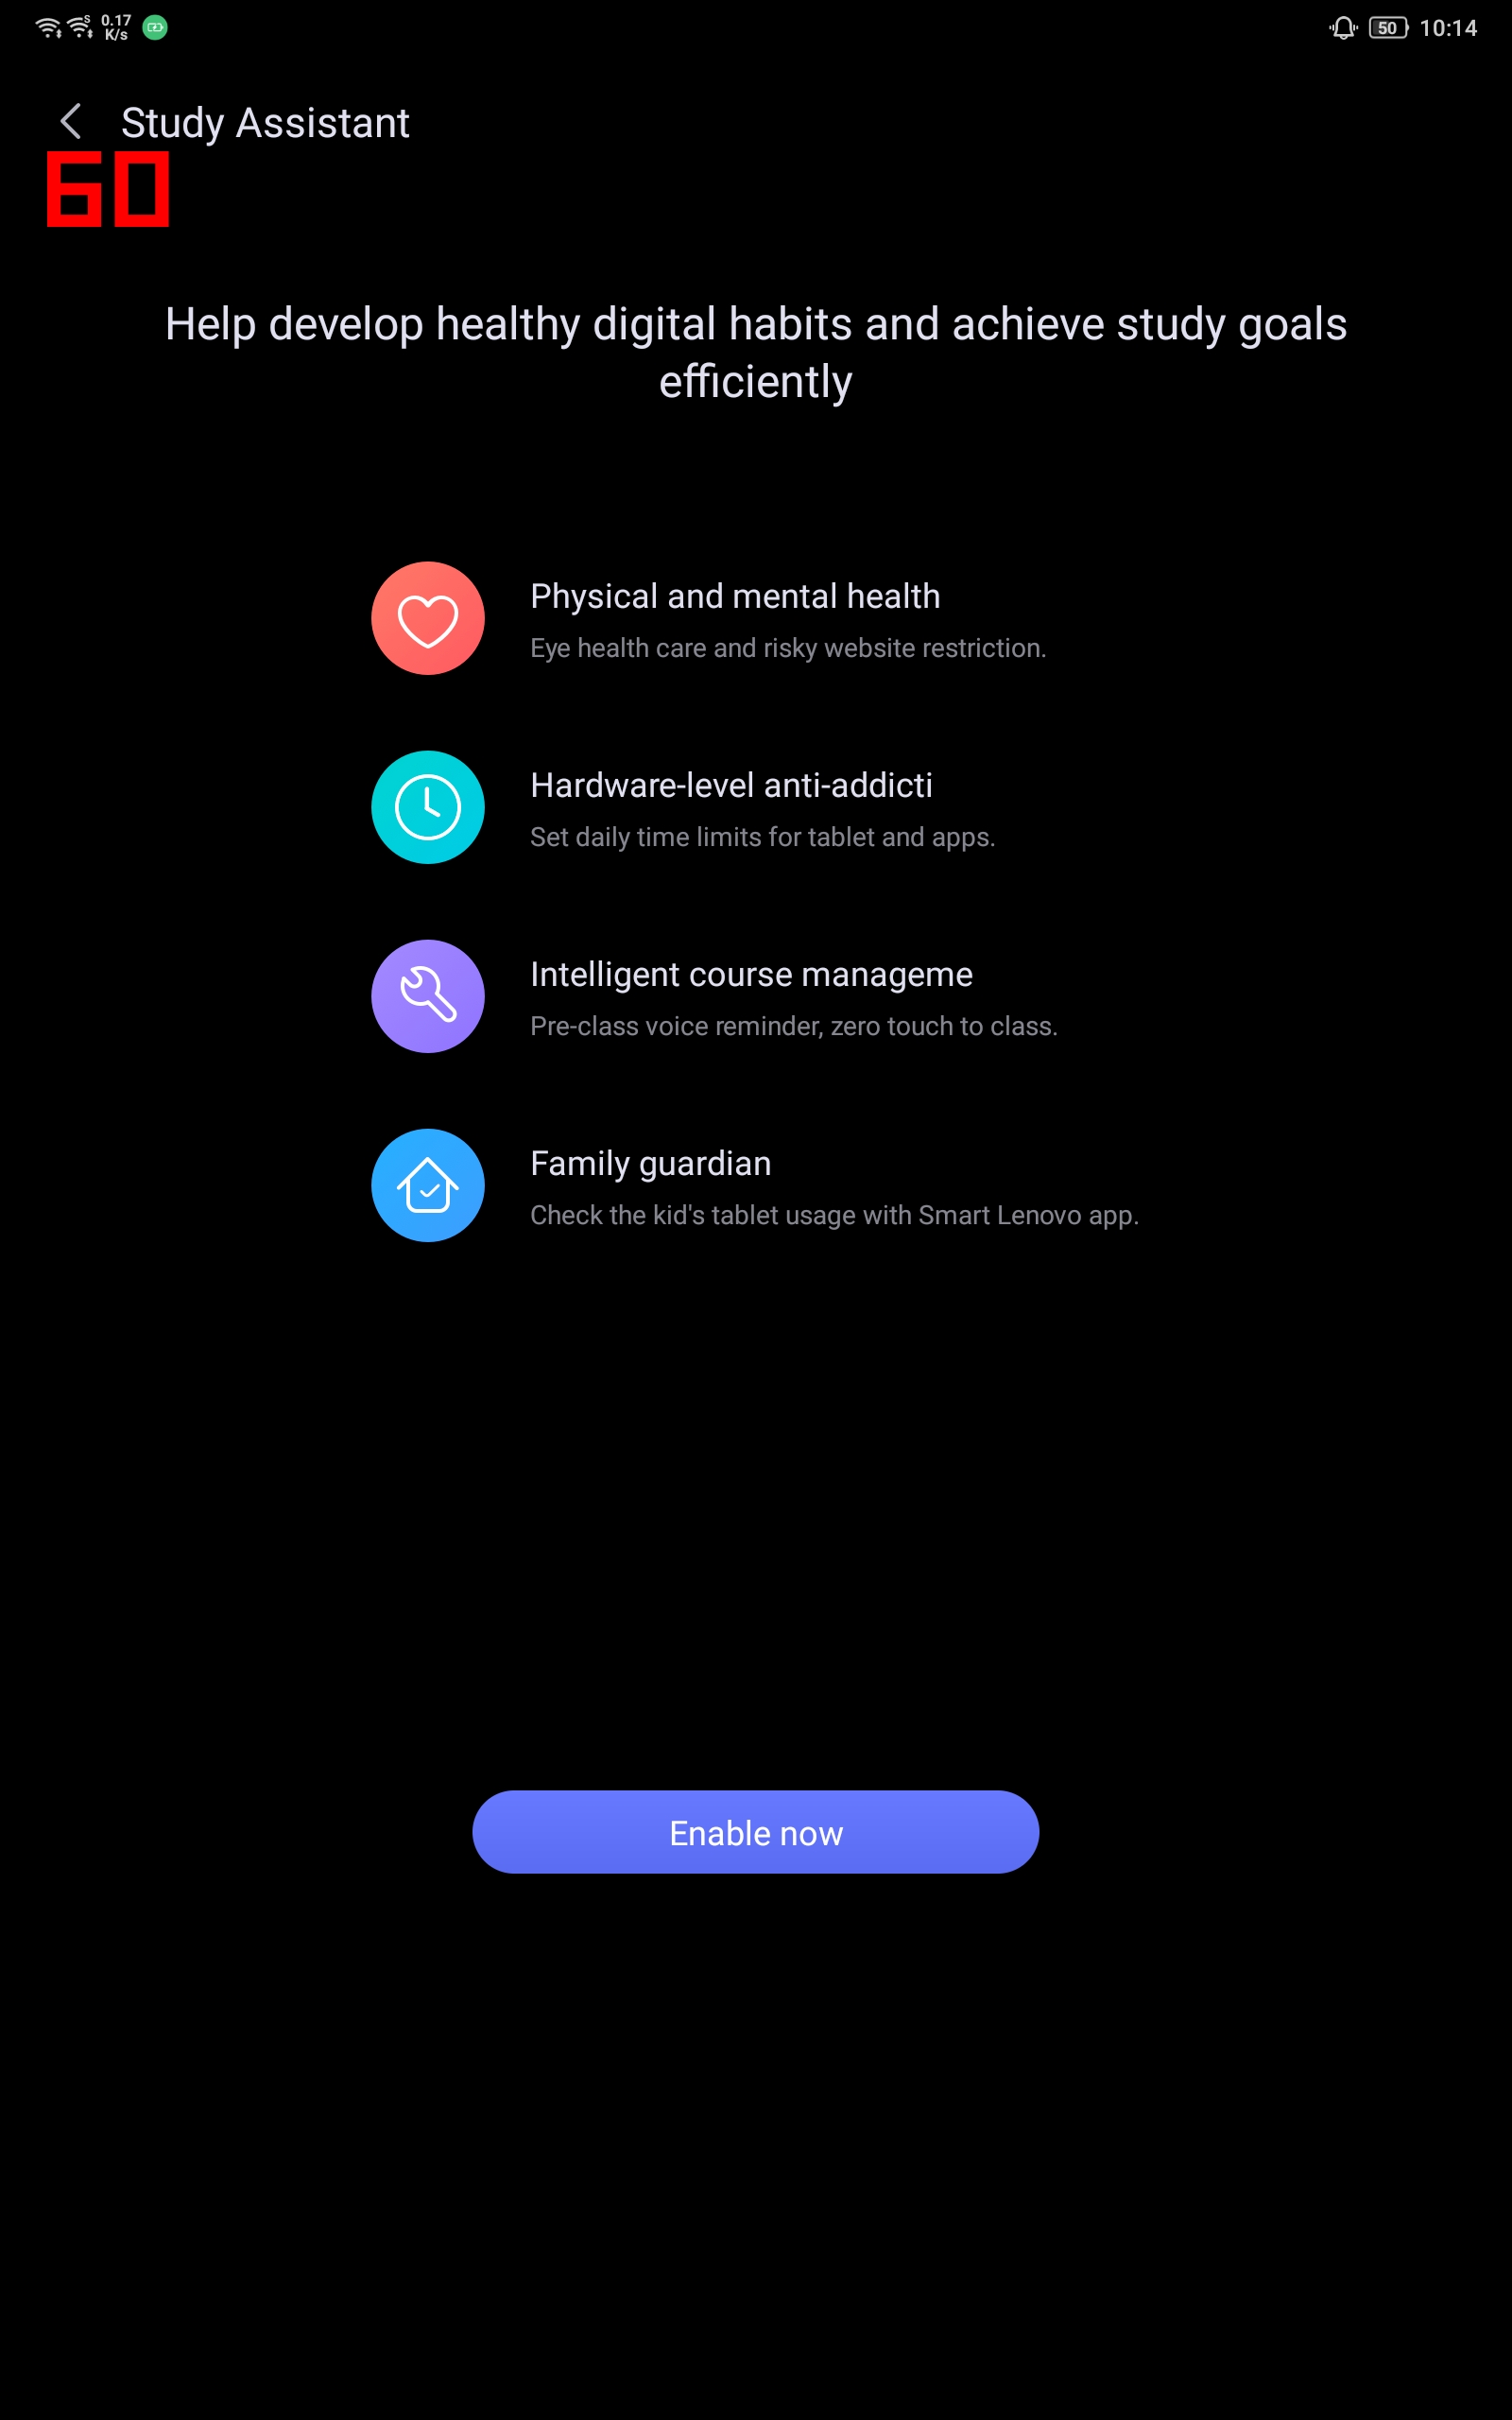 0.17
K/s
50 10:14
Study Assistant
60
Help develop healthy digital habits and achieve study goals
efficiently
Physical and mental health
Eye health care and risky website restriction.
Hardware-level anti-addicti
Set daily time limits for tablet and apps.
Intelligent course manageme
Pre-class voice reminder, zero touch to class.
Family guardian
Check the kid's tablet usage with Smart Lenovo app.
Enable now